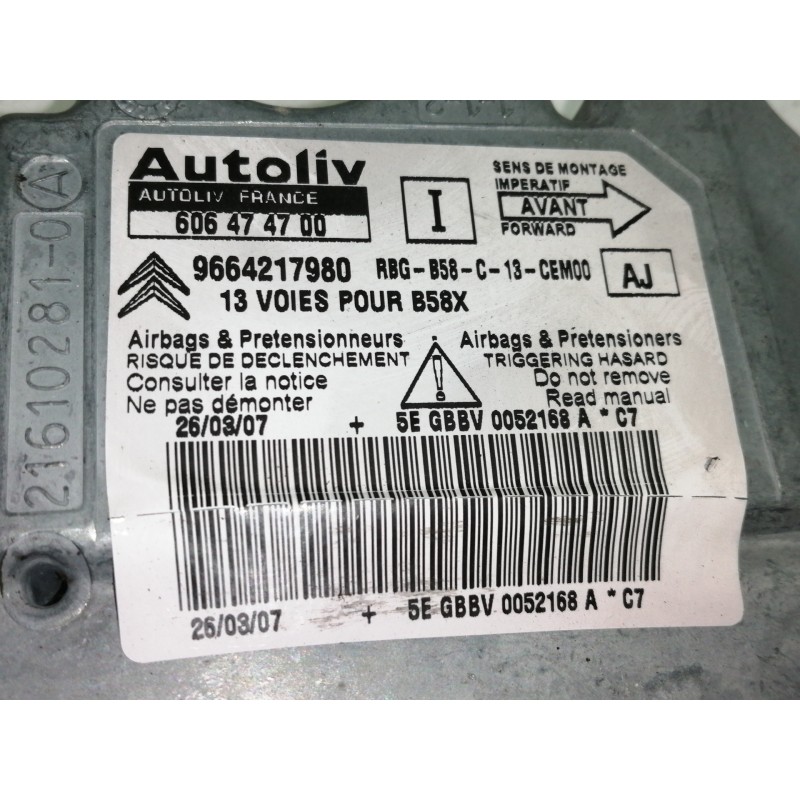 Autoliv
AUTOLIV FRANCE
606 47 47 00
I
SENS DE MONTAGE
IMPERATIF
AVANT
FORWARD
9664217980 RBG-B58-C-13-CEM00
AJ
13 VOIES POUR B58X
Airbags & Pretensionneurs
RISQUE DE DECLENCHEMENT
Consulter la notice
Ne pas démonter
!
Airbags & Pretensioners
TRIGGERING HASARD
Do not remove
Read manual
26/03/07 + 5E GBBV 0052168 A * C7
26/03/07 + 5E GBBV 0052168 A * C7
21610281-0 A